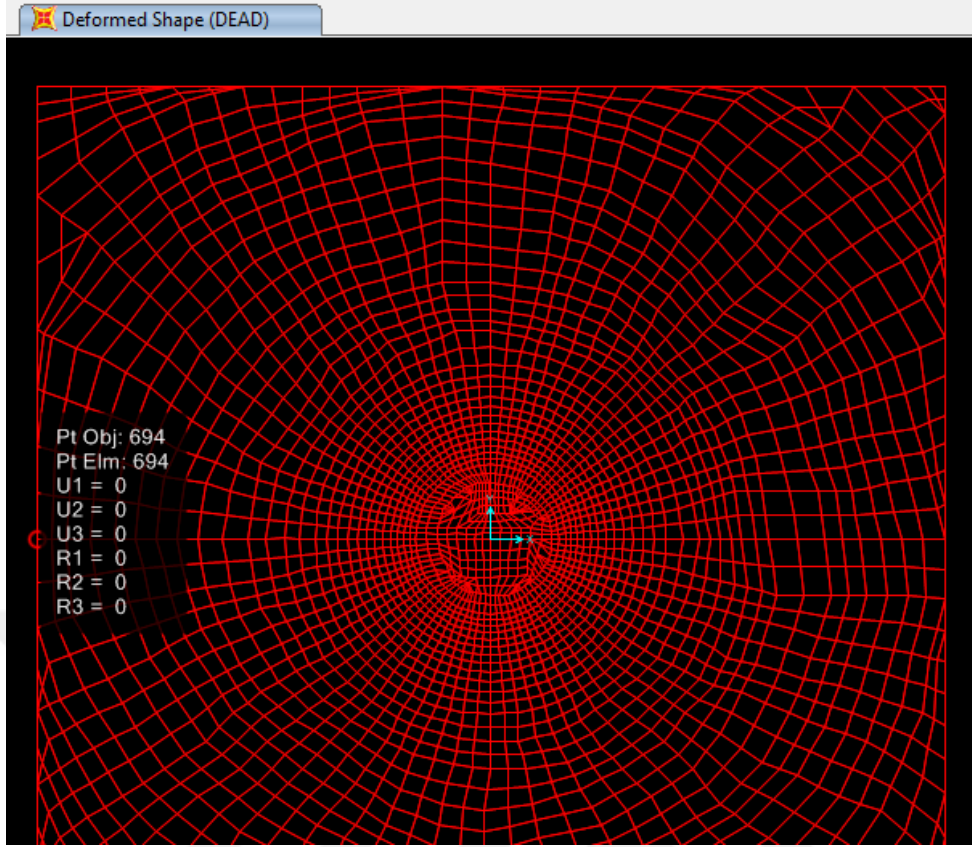 Deformed Shape (DEAD)
Pt Obj: 694
Pt Elm: 694
U1 = 0
U2 = 0
U3 = 0
R1 = 0
R2 = 0
R3 = 0
Y
X